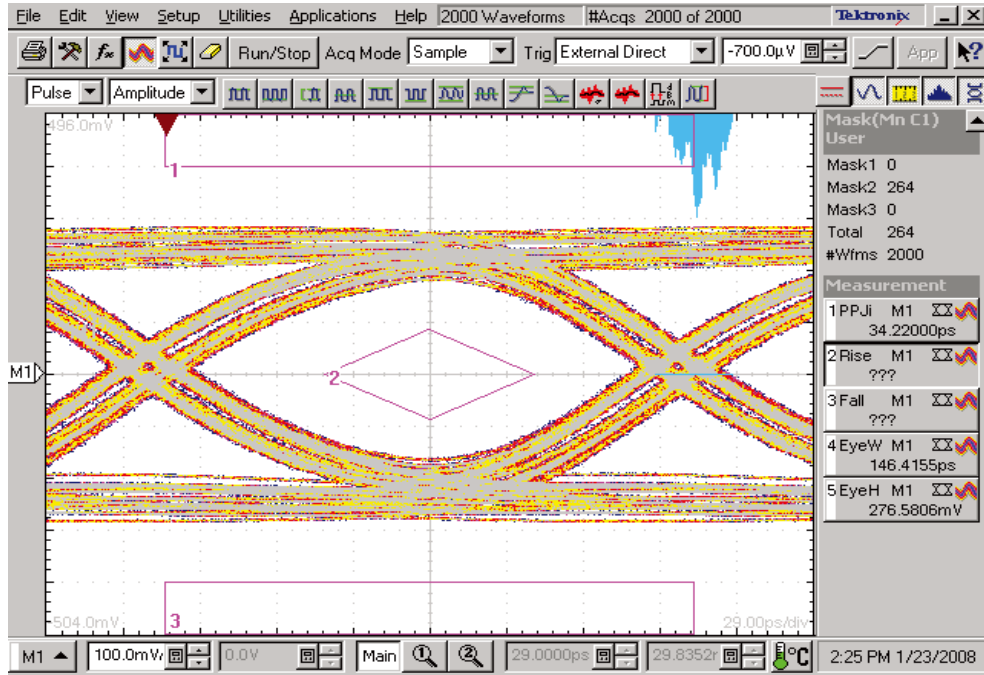 File Edit View Setup Utilities Applications Help 2000 Waveforms #Acqs 2000 of 2000 Tektronix
Run/Stop Acq Mode Sample Trig External Direct -700.0µV App
Pulse Amplitude
496.0mV
1
2
M1
3
-504.0mV
29.00ps/div
Mask(Mn C1)
User
Mask1 0
Mask2 264
Mask3 0
Total 264
#Wfms 2000
Measurement
1 PPJi M1
34.22000ps
2 Rise M1
???
3 Fall M1
???
4 EyeW M1
146.4155ps
5 EyeH M1
276.5806mV
M1 100.0mV/ 0.0V Main 29.0000ps 29.8352r °C 2:25 PM 1/23/2008